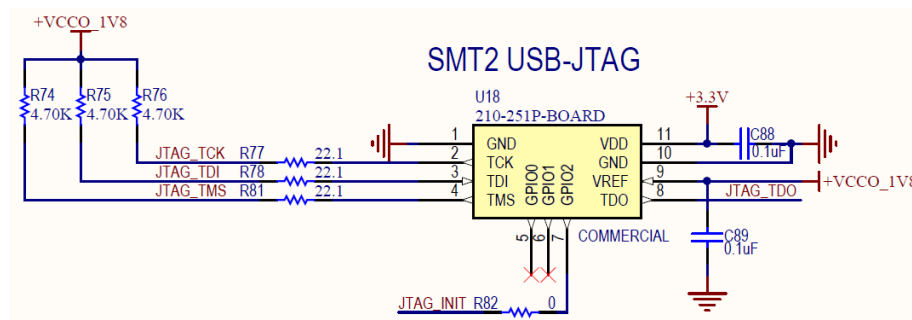 +VCCO_1V8
SMT2 USB-JTAG
R74 R75 R76
4.70K 4.70K 4.70K
U18
210-251P-BOARD
+3.3V
C88
0.1uF
JTAG_TCK R77 22.1
JTAG_TDI R78 22.1
JTAG_TMS R81 22.1
1 GND VDD 11
2 TCK GND 10
3 TDI VREF 9
4 TMS TDO 8
GPIO0 GPIO1 GPIO2
5 6 7
+VCCO_1V8
JTAG_TDO
COMMERCIAL
C89
0.1uF
JTAG_INIT R82 0